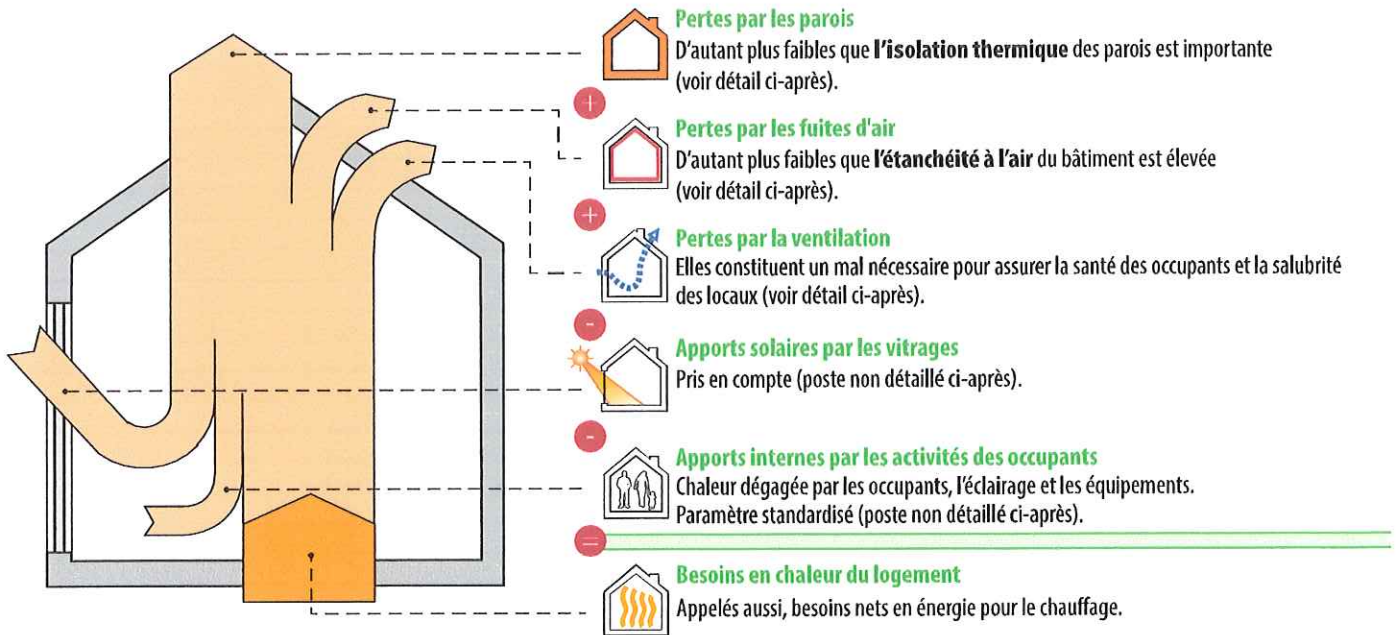 Pertes par les parois
D'autant plus faibles que l'isolation thermique des parois est importante
(voir détail ci-après).
+
Pertes par les fuites d'air
D'autant plus faibles que l'étanchéité à l'air du bâtiment est élevée
(voir détail ci-après).
+
Pertes par la ventilation
Elles constituent un mal nécessaire pour assurer la santé des occupants et la salubrité
des locaux (voir détail ci-après).
-
Apports solaires par les vitrages
Pris en compte (poste non détaillé ci-après).
-
Apports internes par les activités des occupants
Chaleur dégagée par les occupants, l'éclairage et les équipements.
Paramètre standardisé (poste non détaillé ci-après).
=
Besoins en chaleur du logement
Appelés aussi, besoins nets en énergie pour le chauffage.